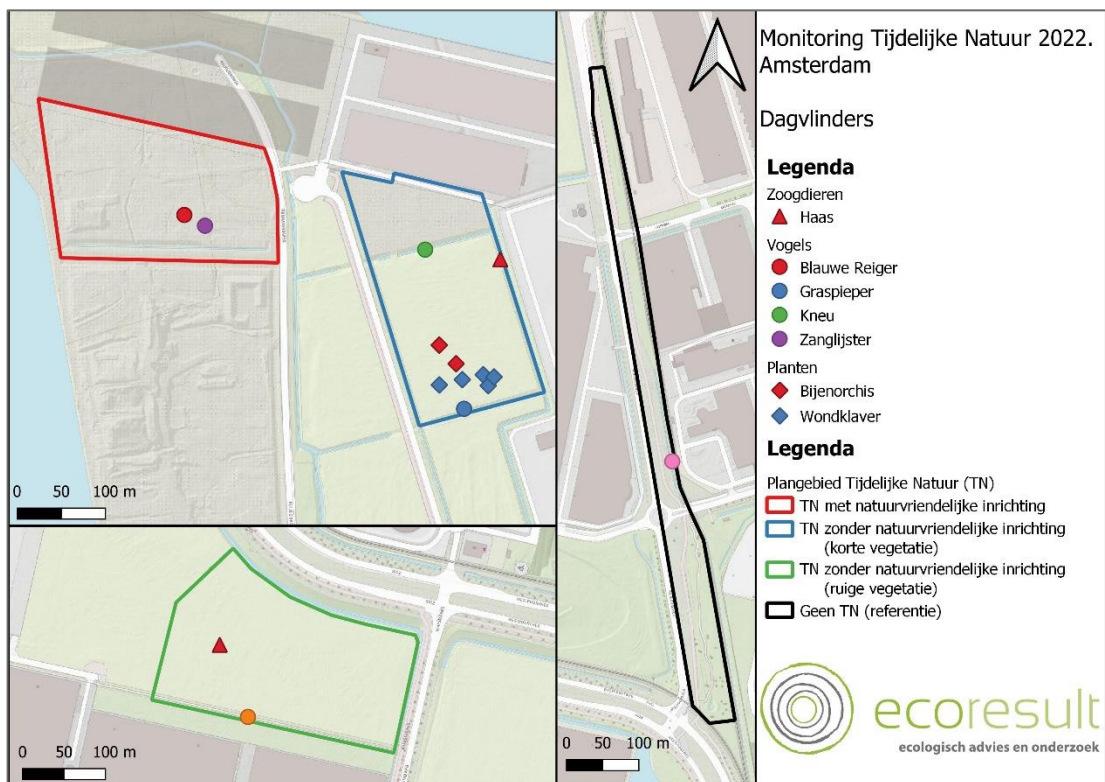 Monitoring Tijdelijke Natuur 2022.
Amsterdam
Dagvlinders
Legenda
Zoogdieren
Haas
Vogels
Blauwe Reiger
Graspieper
Kneu
Zanglijster
Planten
Bijenorchis
Wondklaver
Legenda
Plangebied Tijdelijke Natuur (TN)
TN met natuurvriendelijke inrichting
TN zonder natuurvriendelijke inrichting
(korte vegetatie)
TN zonder natuurvriendelijke inrichting
(ruige vegetatie)
Geen TN (referentie)
ecoresult
ecologisch advies en onderzoek
0 50 100 m
0 50 100 m
0 50 100 m